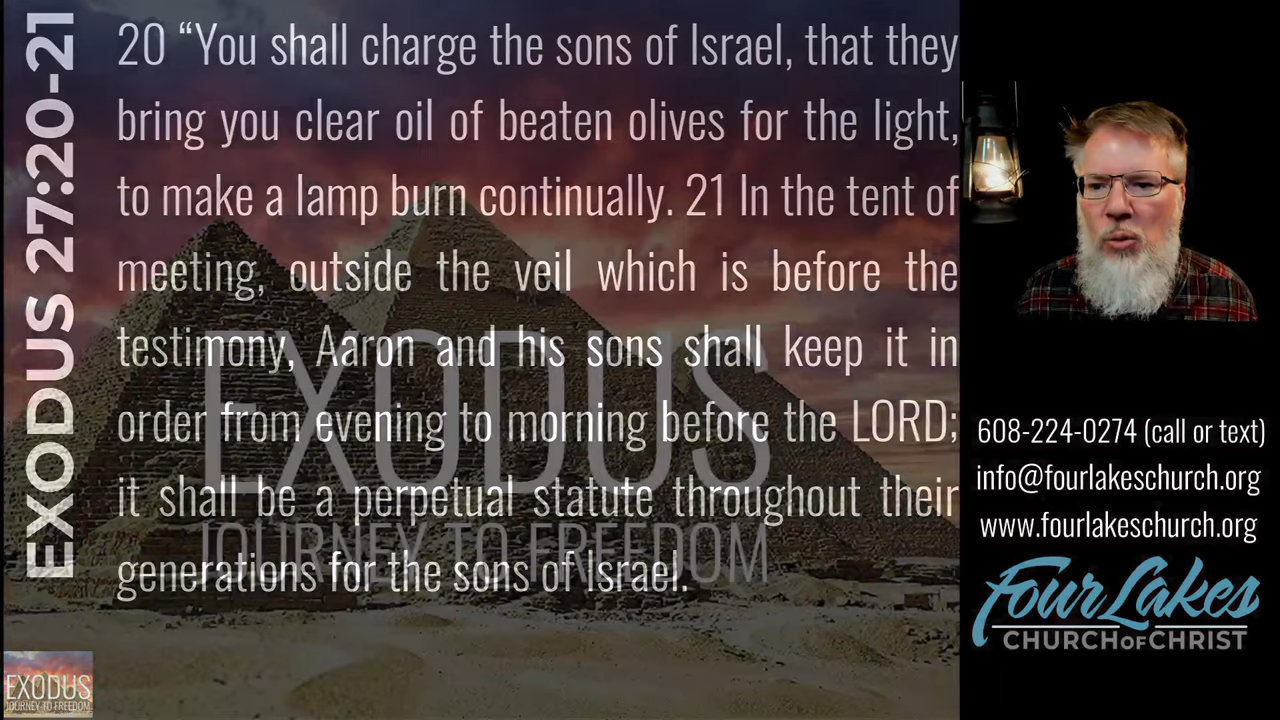 EXODUS 27:20-21
20 “You shall charge the sons of Israel, that they
bring you clear oil of beaten olives for the light,
to make a lamp burn continually. 21 In the tent of
meeting, outside the veil which is before the
testimony, Aaron and his sons shall keep it in
order from evening to morning before the LORD;
it shall be a perpetual statute throughout their
generations for the sons of Israel.
EXODUS
JOURNEY TO FREEDOM
EXODUS
JOURNEY TO FREEDOM
608-224-0274 (call or text)
info@fourlakeschurch.org
www.fourlakeschurch.org
Four Lakes
CHURCH OF CHRIST